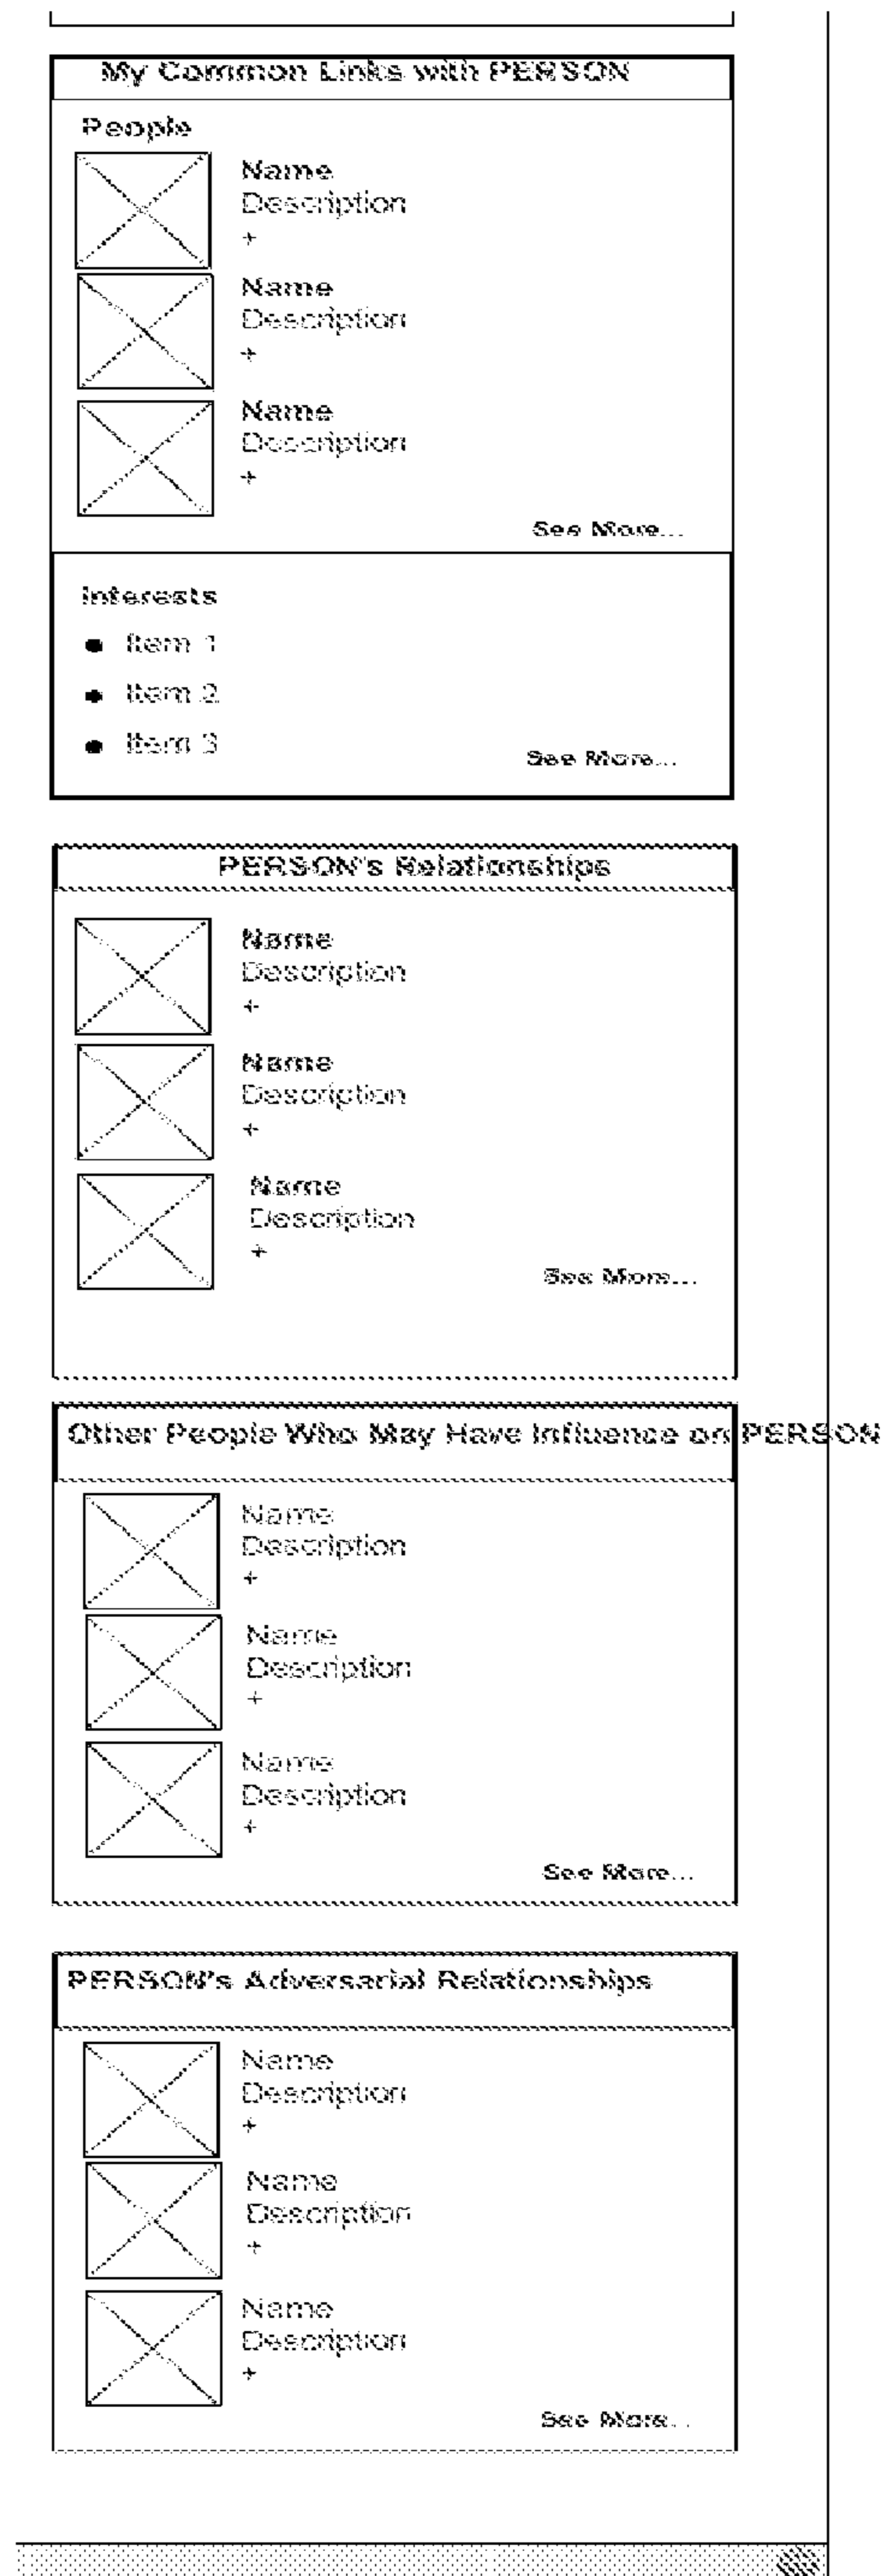 My Common Links with PERSON
People
Name
Description
+
Name
Description
+
Name
Description
+
See More...
Interests
• Item 1
• Item 2
• Item 3
See More...
PERSON's Relationships
Name
Description
+
Name
Description
+
Name
Description
+
See More...
Other People Who May Have Influence on PERSON
Name
Description
+
Name
Description
+
Name
Description
+
See More...
PERSON's Adversarial Relationships
Name
Description
+
Name
Description
+
Name
Description
+
See More...